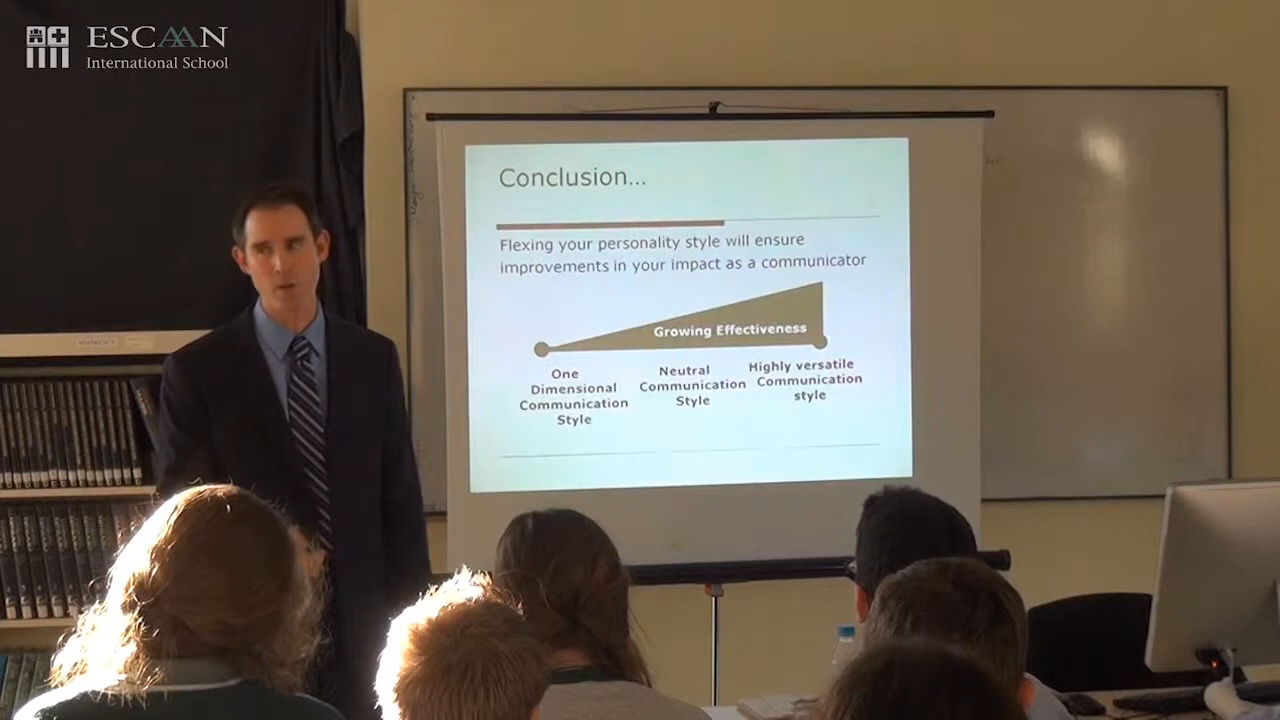 ESCAAN
International School
Conclusion...
Flexing your personality style will ensure
improvements in your impact as a communicator
Growing Effectiveness
One
Dimensional
Communication
Style
Neutral
Communication
Style
Highly versatile
Communication
style